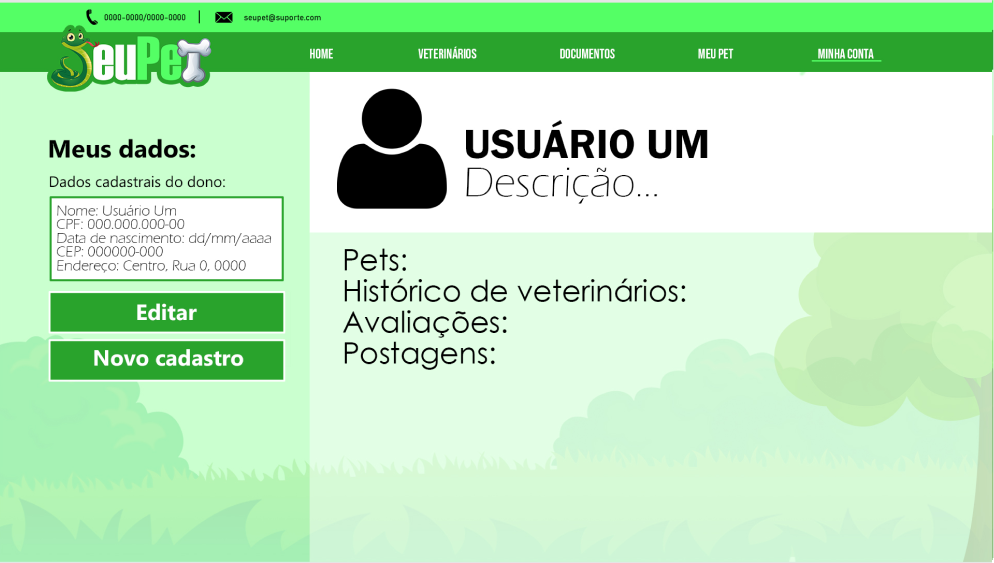 0000-0000/0000-0000 | seupet@suporte.com
SeuPet
HOME VETERINÁRIOS DOCUMENTOS MEU PET MINHA CONTA
Meus dados:
Dados cadastrais do dono:
Nome: Usuário Um
CPF: 000.000.000-00
Data de nascimento: dd/mm/aaaa
CEP: 000000-000
Endereço: Centro, Rua 0, 0000
Editar
Novo cadastro
USUÁRIO UM
Descrição...
Pets:
Histórico de veterinários:
Avaliações:
Postagens: